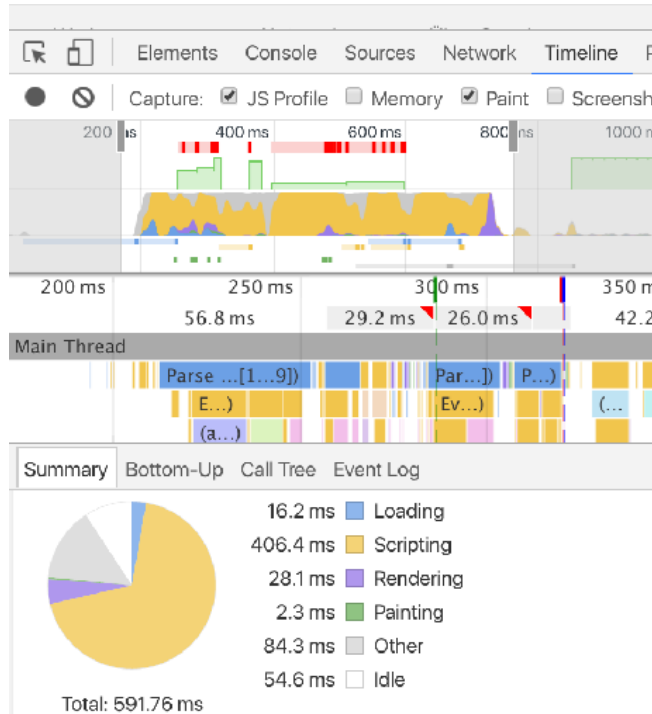 Elements Console Sources Network Timeline
Capture: JS Profile Memory Paint Screensh
200 ms 400 ms 600 ms 800 ms 1000 m
200 ms 250 ms 300 ms 350 m
56.8 ms 29.2 ms 26.0 ms 42.2
Main Thread
Parse ...[1...9]) Par...]) P...)
E...) Ev...) (...
(a...)
Summary Bottom-Up Call Tree Event Log
16.2 ms Loading
406.4 ms Scripting
28.1 ms Rendering
2.3 ms Painting
84.3 ms Other
54.6 ms Idle
Total: 591.76 ms